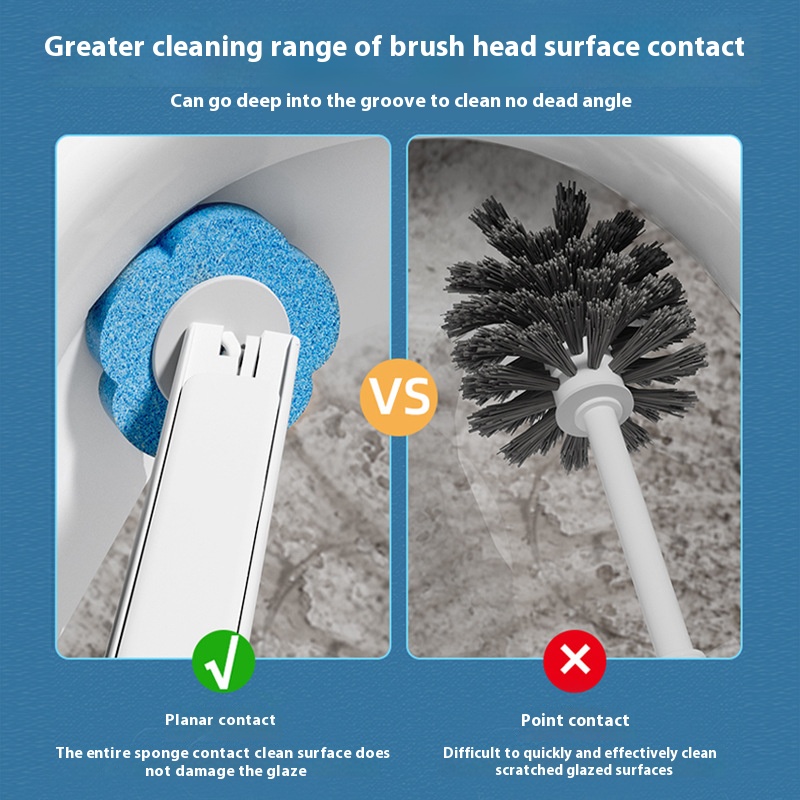 Greater cleaning range of brush head surface contact
Can go deep into the groove to clean no dead angle
VS
Planar contact
Point contact
The entire sponge contact clean surface does
not damage the glaze
Difficult to quickly and effectively clean
scratched glazed surfaces